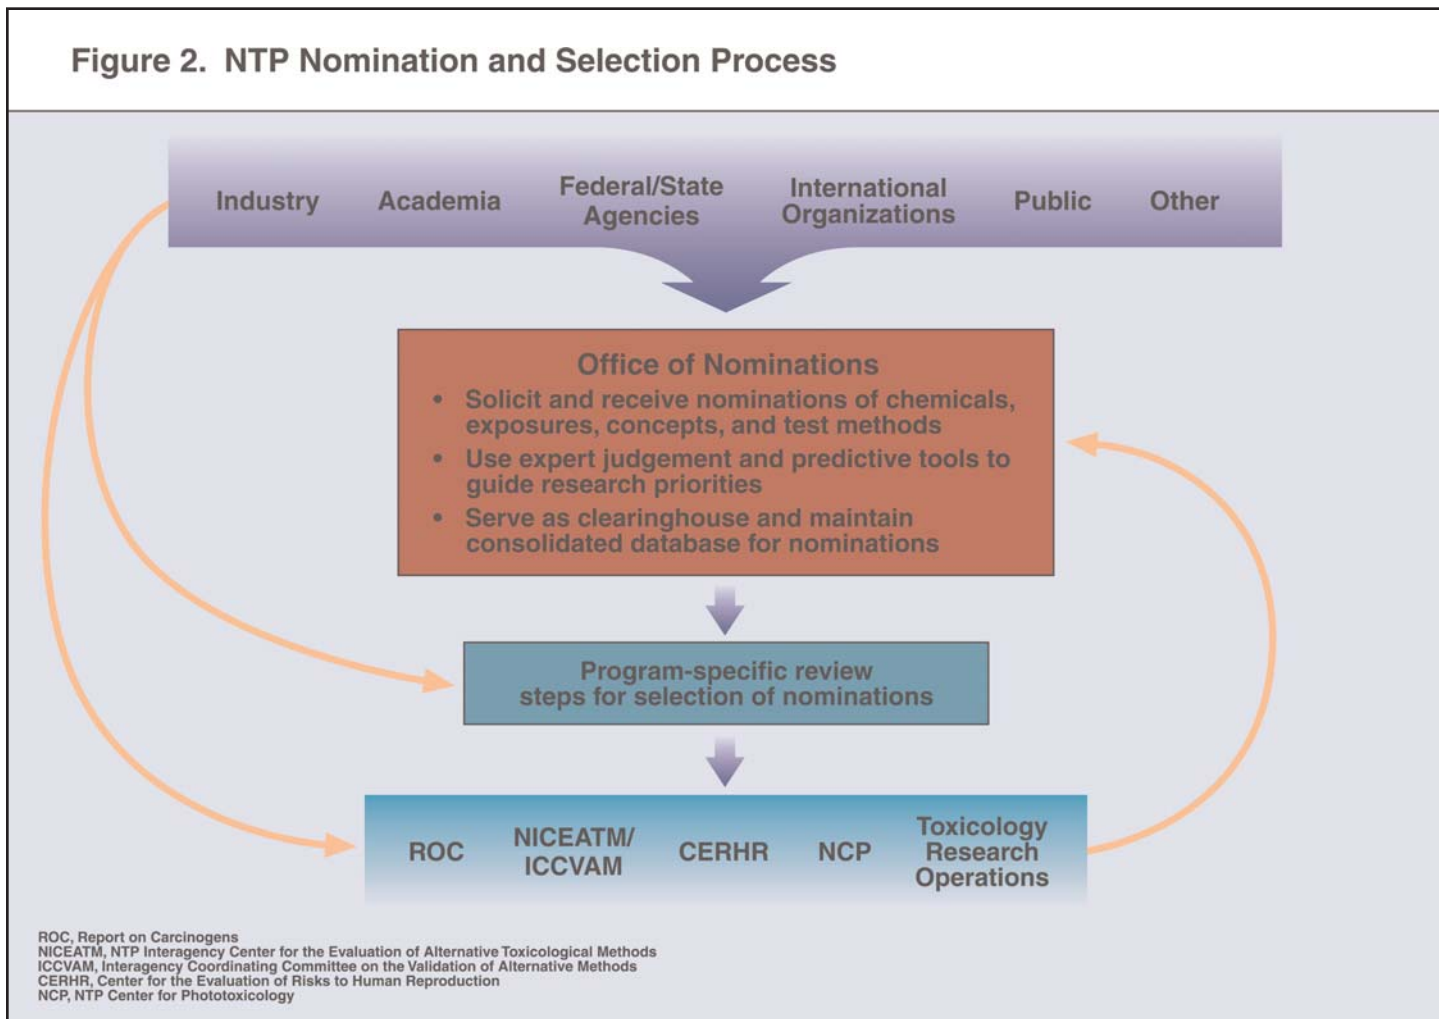 Figure 2. NTP Nomination and Selection Process
Industry
Academia
Federal/State
Agencies
International
Organizations
Public
Other
Office of Nominations
• Solicit and receive nominations of chemicals,
exposures, concepts, and test methods
• Use expert judgement and predictive tools to
guide research priorities
• Serve as clearinghouse and maintain
consolidated database for nominations
Program-specific review
steps for selection of nominations
ROC
NICEATM/
ICCVAM
CERHR
NCP
Toxicology
Research
Operations
ROC, Report on Carcinogens
NICEATM, NTP Interagency Center for the Evaluation of Alternative Toxicological Methods
ICCVAM, Interagency Coordinating Committee on the Validation of Alternative Methods
CERHR, Center for the Evaluation of Risks to Human Reproduction
NCP, NTP Center for Phototoxicology